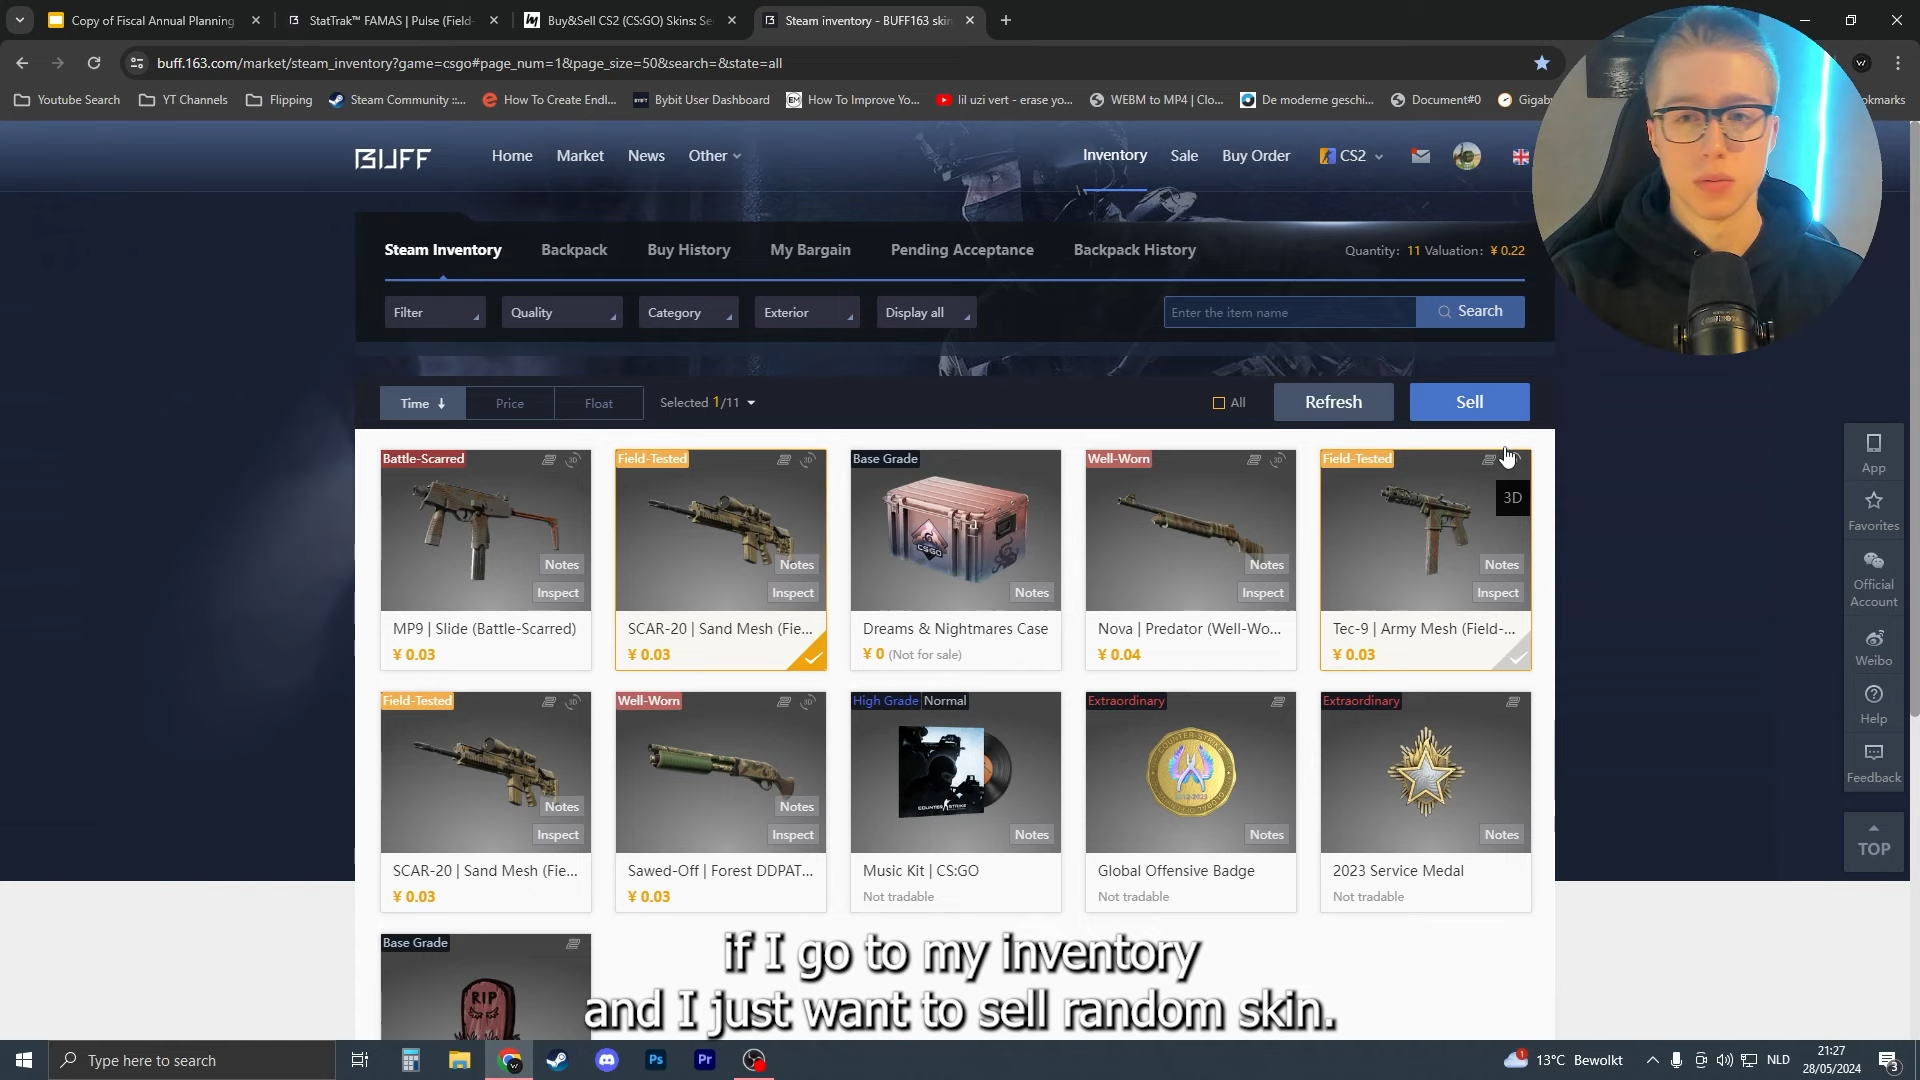 Copy of Fiscal Annual Planning
StatTrak™ FAMAS | Pulse (Field-
Buy&Sell CS2 (CS:GO) Skins: Se
Steam inventory - BUFF163 skin
buff.163.com/market/steam_inventory?game=csgo#page_num=1&page_size=50&search=&state=all
Youtube Search
YT Channels
Flipping
Steam Community ::...
How To Create Endl...
Bybit User Dashboard
How To Improve Yo...
lil uzi vert - erase yo...
WEBM to MP4 | Clo...
De moderne geschi...
Document#0
BUFF
Home Market News Other
Inventory Sale Buy Order CS2
Steam Inventory Backpack Buy History My Bargain Pending Acceptance Backpack History
Quantity: 11 Valuation: ¥ 0.22
Filter Quality Category Exterior Display all
Enter the item name
Search
Time ↓ Price Float Selected 1/11
All
Refresh
Sell
Battle-Scarred
Notes
Inspect
MP9 | Slide (Battle-Scarred)
¥ 0.03
Field-Tested
Notes
Inspect
SCAR-20 | Sand Mesh (Fie...
¥ 0.03
Base Grade
CS:GO
Notes
Dreams & Nightmares Case
¥ 0 (Not for sale)
Well-Worn
Notes
Inspect
Nova | Predator (Well-Wo...
¥ 0.04
Field-Tested
3D
Notes
Inspect
Tec-9 | Army Mesh (Field-...
¥ 0.03
Field-Tested
Notes
Inspect
SCAR-20 | Sand Mesh (Fie...
¥ 0.03
Well-Worn
Notes
Inspect
Sawed-Off | Forest DDPAT...
¥ 0.03
High Grade Normal
COUNTER STRIKE
Notes
Music Kit | CS:GO
Not tradable
Extraordinary
Notes
Global Offensive Badge
Not tradable
Extraordinary
Notes
2023 Service Medal
Not tradable
Base Grade
RIP
App
Favorites
Official
Account
Weibo
Help
Feedback
TOP
if I go to my inventory
and I just want to sell random skin.
Type here to search
Ps
Pr
13°C Bewolkt
NLD
21:27
28/05/2024
3